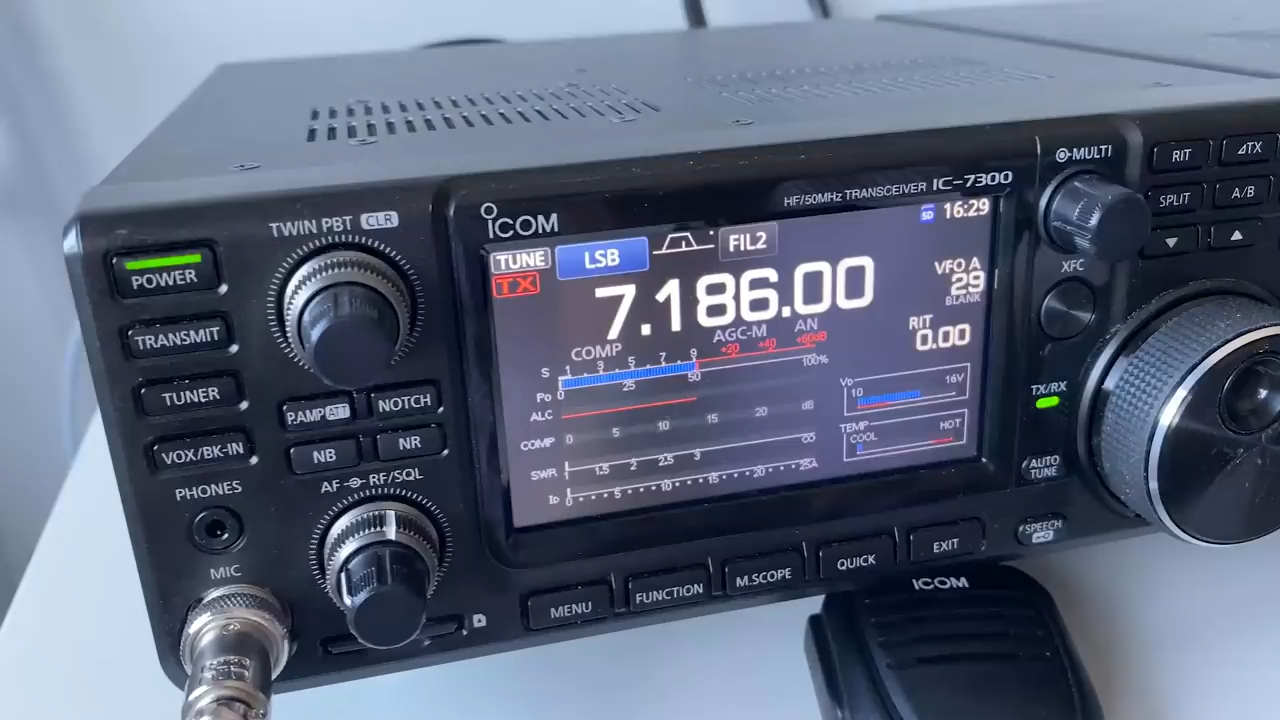 TWIN PBT CLR
POWER
TRANSMIT
TUNER
VOX/BK-IN
P.AMP ATT
NOTCH
NB
NR
PHONES
AF RF/SQL
MIC
ICOM
HF/50MHz TRANSCEIVER IC-7300
SD 16:29
TUNE LSB FIL2
TX
7.186.00
VFO A
29
BLANK
COMP AGC-M AN
RIT
0.00
S 1 3 5 7 9 +20 +40 +60dB
Po 0 25 50 100%
ALC
COMP 0 5 10 15 20 dB
SWR 1 1.5 2 2.5 3 ∞
ID 0 5 10 15 20 25A
VD 10 16V
TEMP
COOL HOT
MENU
FUNCTION
M.SCOPE
QUICK
EXIT
MULTI
RIT
ΔTX
SPLIT
A/B
▼
▲
XFC
TX/RX
AUTO
TUNE
SPEECH
ICOM